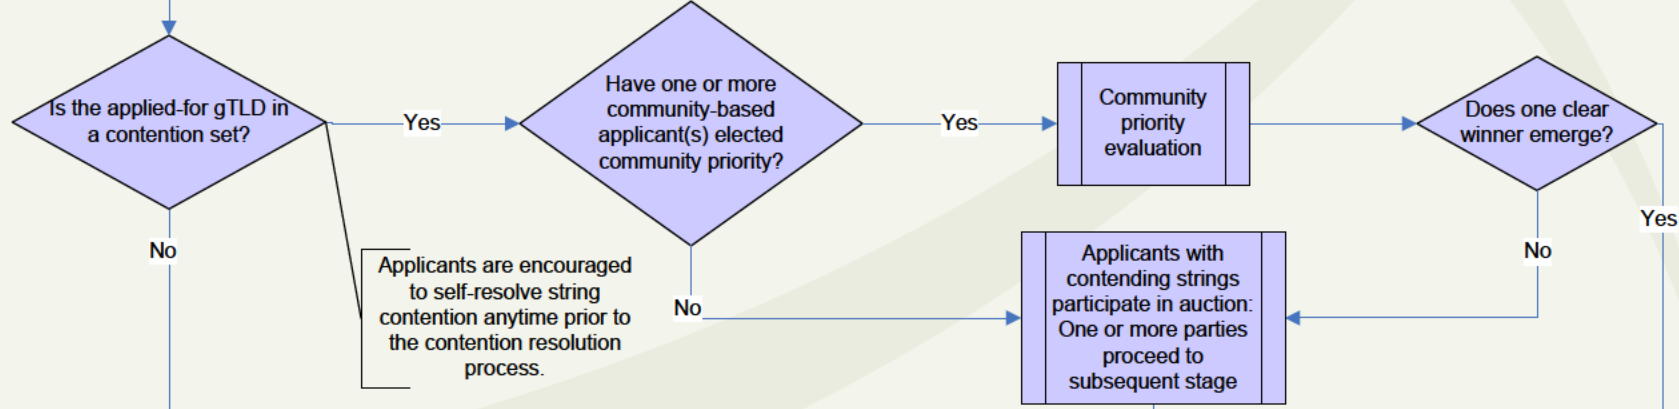 Is the applied-for gTLD in
a contention set?
Yes
Have one or more
community-based
applicant(s) elected
community priority?
Yes
Community
priority
evaluation
Does one clear
winner emerge?
Yes
No
No
Applicants are encouraged
to self-resolve string
contention anytime prior to
the contention resolution
process.
No
Applicants with
contending strings
participate in auction:
One or more parties
proceed to
subsequent stage